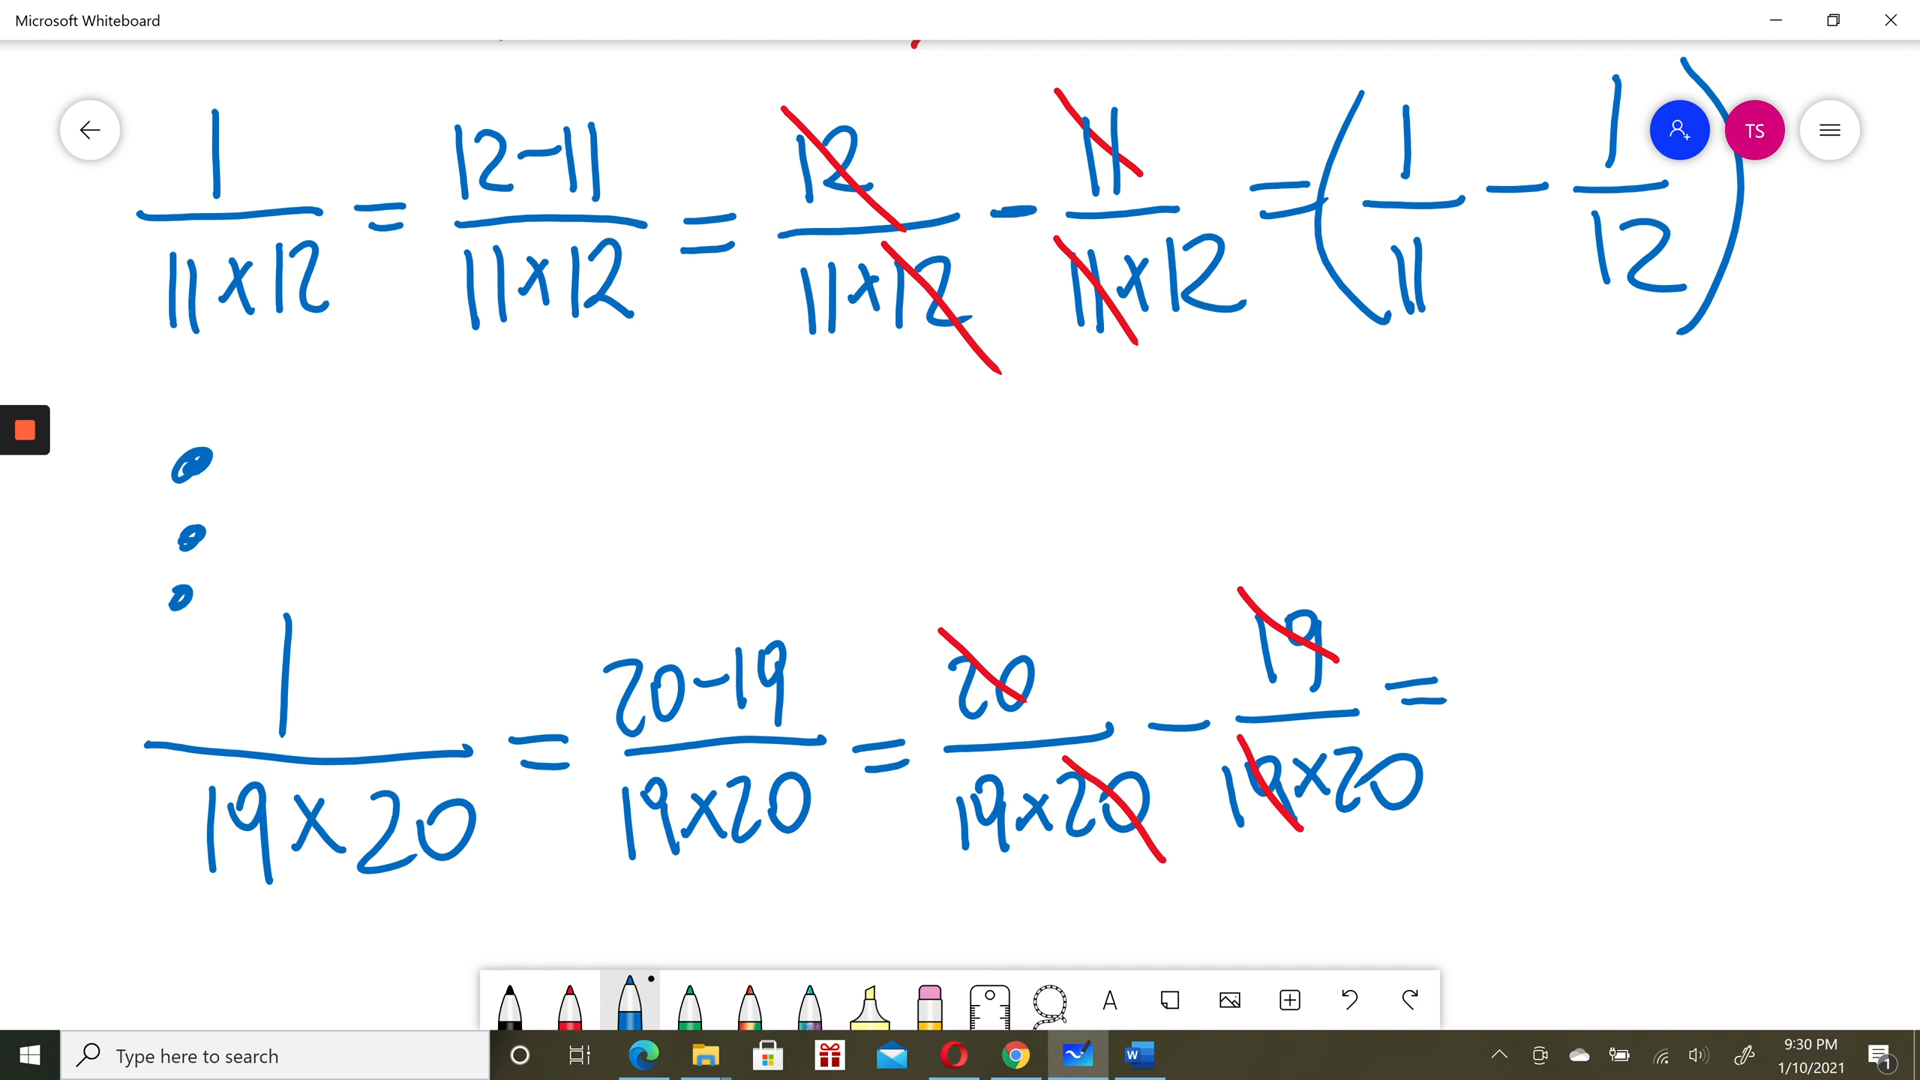 Microsoft Whiteboard
1/(11×12) = (12-11)/(11×12) = 12/(11×12) - 11/(11×12) = (1/11 - 1/12)
TS
1/(19×20) = (20-19)/(19×20) = 20/(19×20) - 19/(19×20) =
A
Type here to search
W
9:30 PM
1/10/2021
1